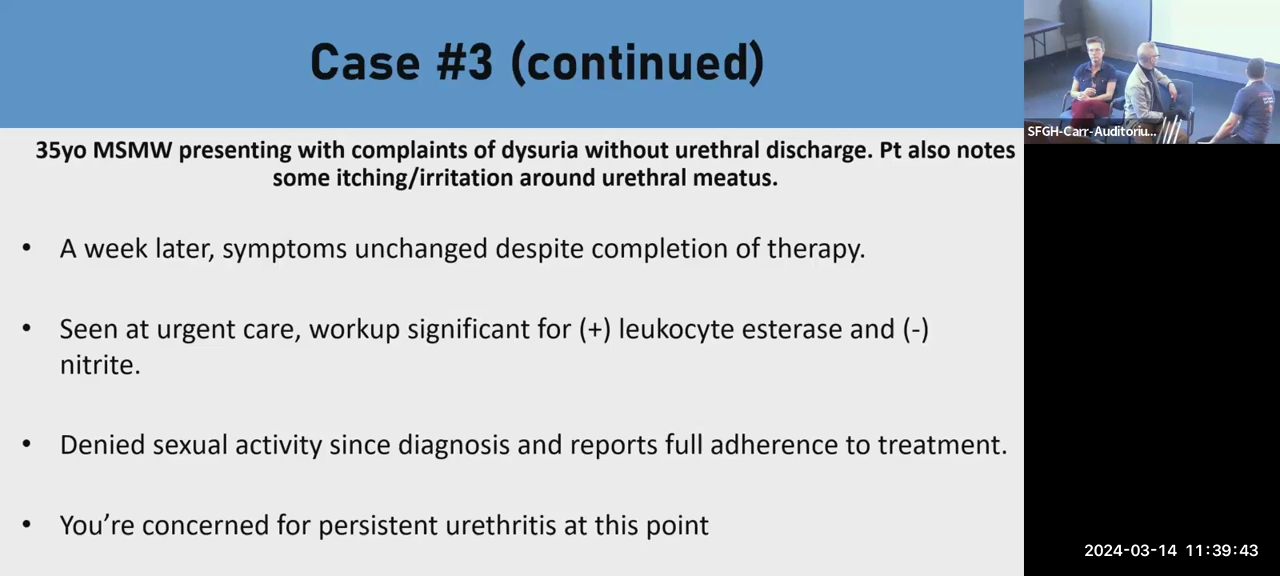 Case #3 (continued)
35yo MSMW presenting with complaints of dysuria without urethral discharge. Pt also notes
some itching/irritation around urethral meatus.
• A week later, symptoms unchanged despite completion of therapy.
• Seen at urgent care, workup significant for (+) leukocyte esterase and (-)
nitrite.
• Denied sexual activity since diagnosis and reports full adherence to treatment.
• You're concerned for persistent urethritis at this point
SFGH-Carr-Auditoriu...
2024-03-14 11:39:43